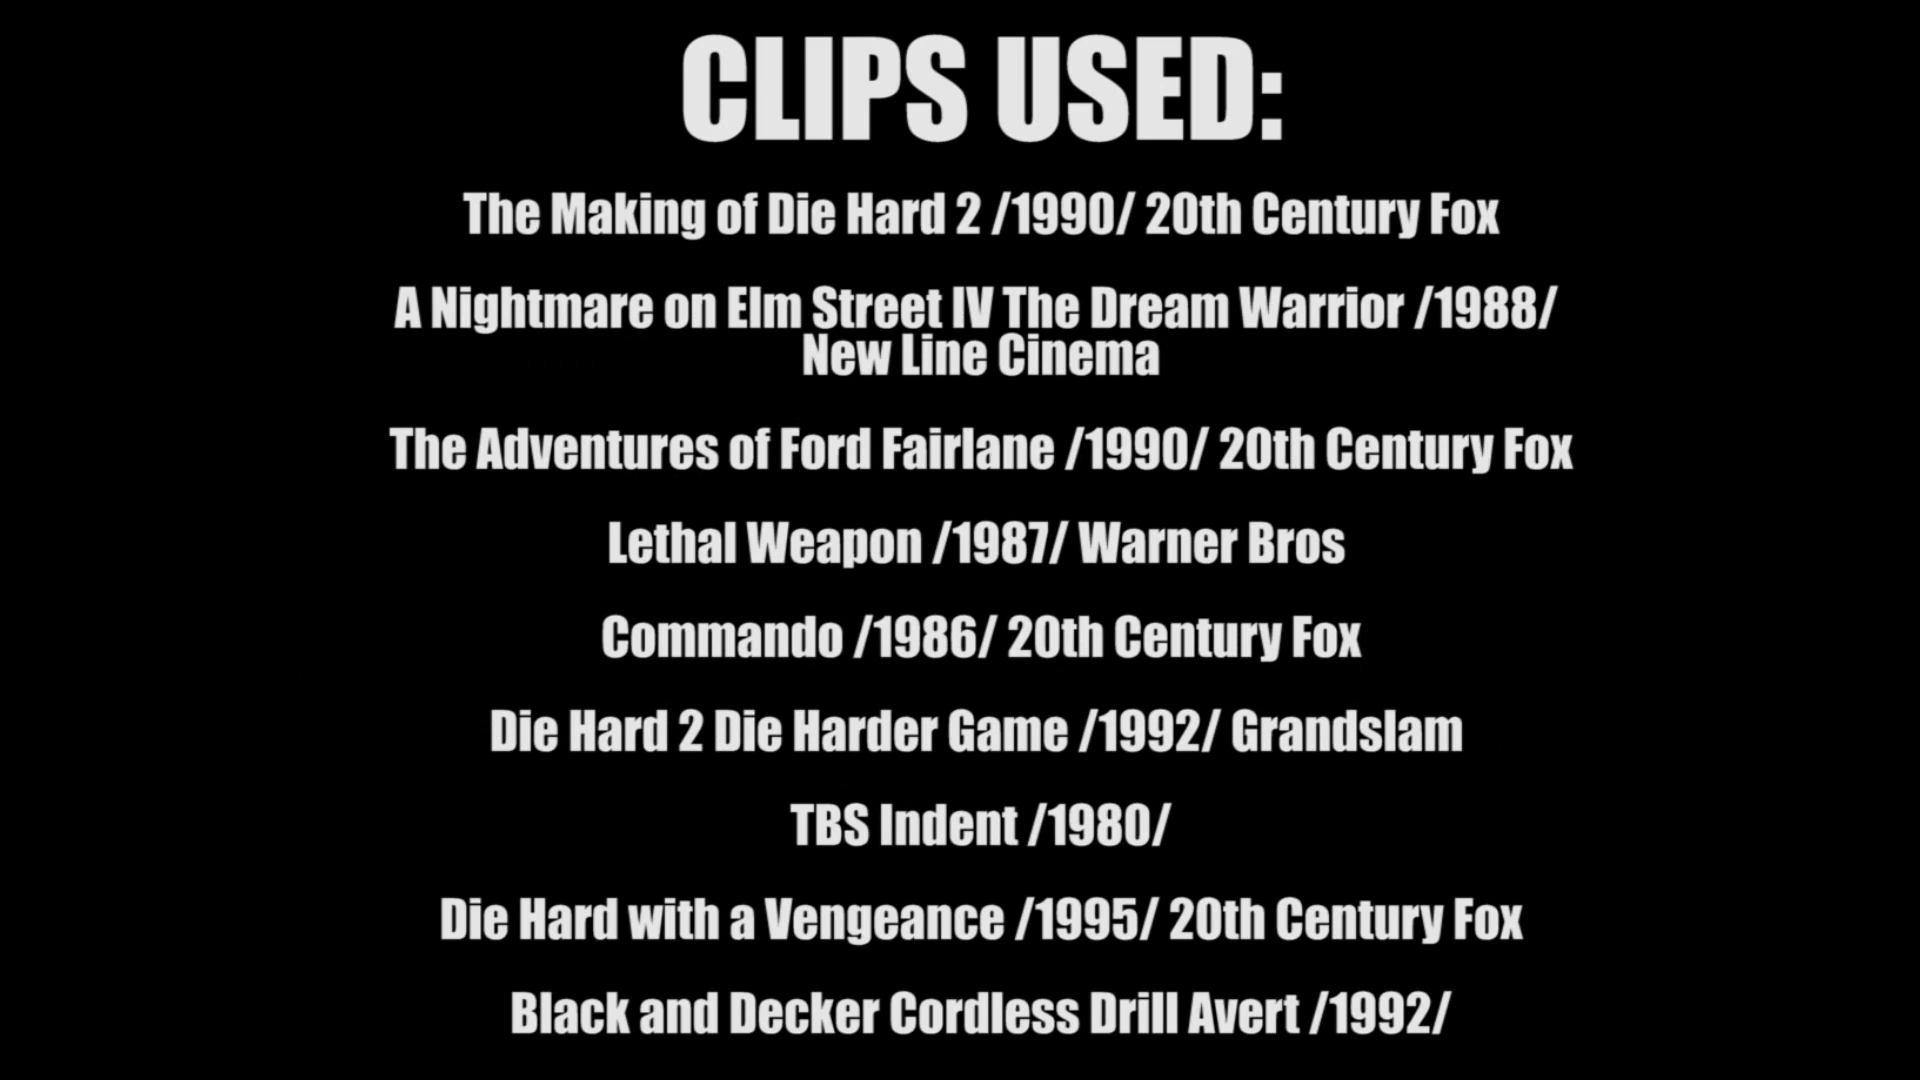 CLIPS USED:
The Making of Die Hard 2 /1990/ 20th Century Fox
A Nightmare on Elm Street IV The Dream Warrior /1988/
New Line Cinema
The Adventures of Ford Fairlane /1990/ 20th Century Fox
Lethal Weapon /1987/ Warner Bros
Commando /1986/ 20th Century Fox
Die Hard 2 Die Harder Game /1992/ Grandslam
TBS Indent /1980/
Die Hard with a Vengeance /1995/ 20th Century Fox
Black and Decker Cordless Drill Avert /1992/